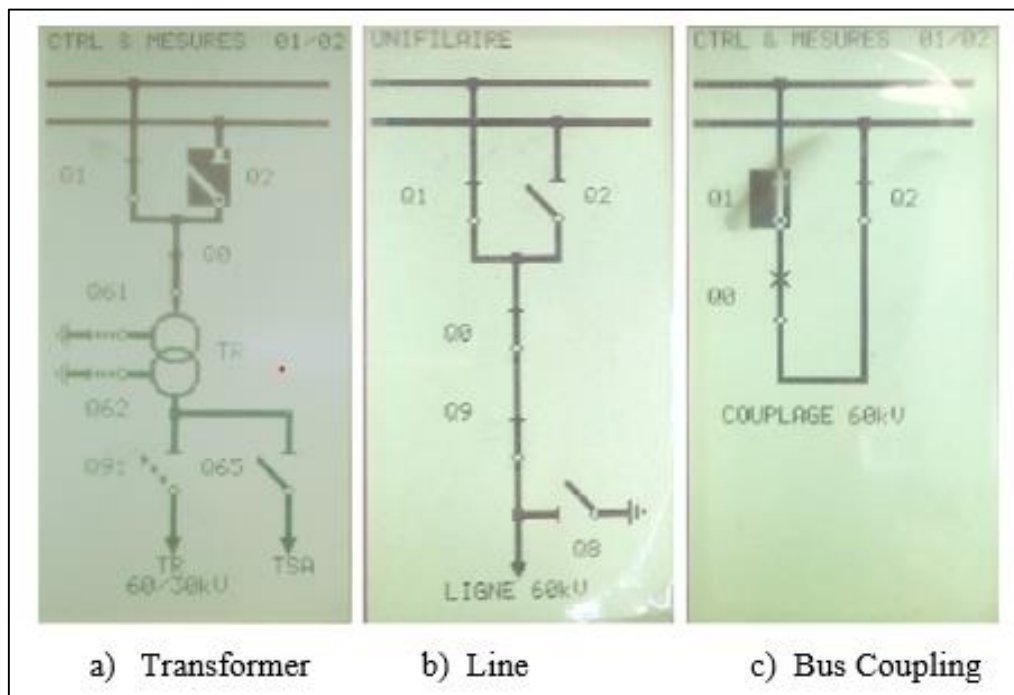 CTRL & MESURES 01/02
Q1
Q2
Q0
Q61
TR
Q62
Q91
Q65
TR
60/30kV
TSA
UNIFILAIRE
Q1
Q2
Q0
Q9
Q8
LIGNE 60kV
CTRL & MESURES 01/02
Q1
Q2
Q0
COUPLAGE 60kV
a) Transformer
b) Line
c) Bus Coupling